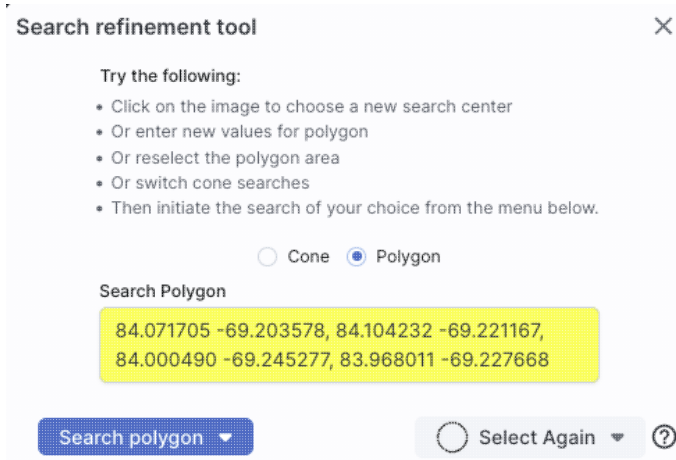 Search refinement tool
Try the following:
• Click on the image to choose a new search center
• Or enter new values for polygon
• Or reselect the polygon area
• Or switch cone searches
• Then initiate the search of your choice from the menu below.
Cone Polygon
Search Polygon
84.071705 -69.203578, 84.104232 -69.221167,
84.000490 -69.245277, 83.968011 -69.227668
Search polygon Select Again ?